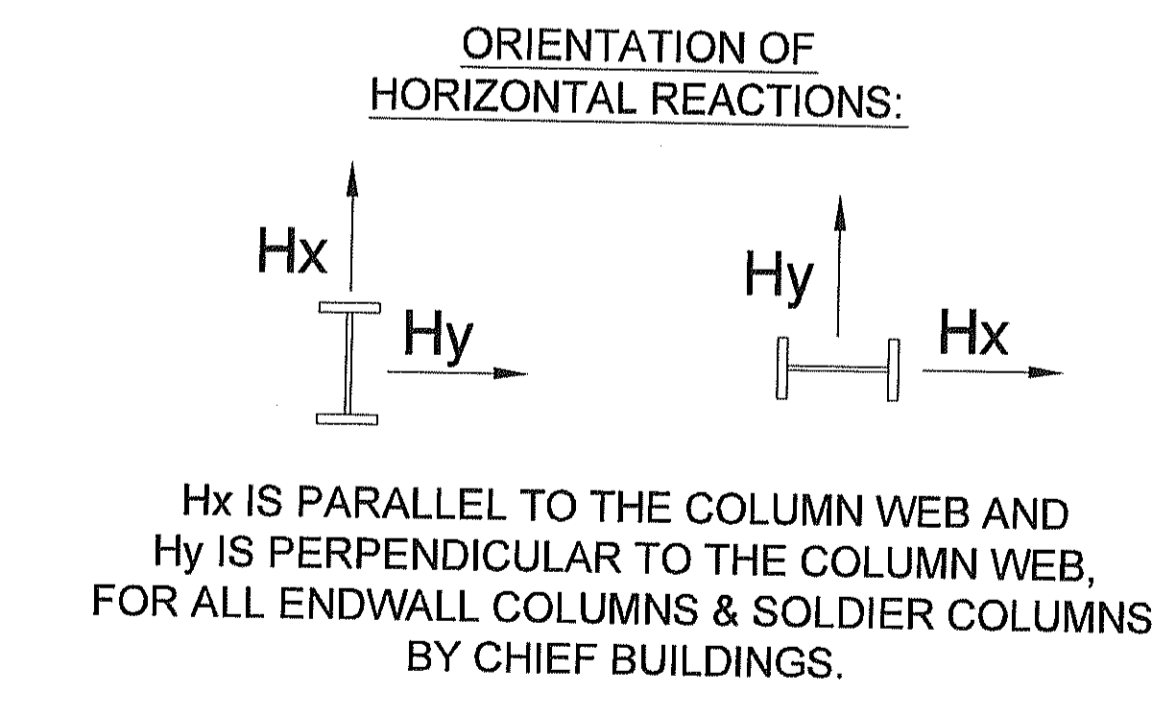 ORIENTATION OF
HORIZONTAL REACTIONS:
Hx
Hy
Hy
Hx
Hx IS PARALLEL TO THE COLUMN WEB AND
Hy IS PERPENDICULAR TO THE COLUMN WEB,
FOR ALL ENDWALL COLUMNS & SOLDIER COLUMNS
BY CHIEF BUILDINGS.